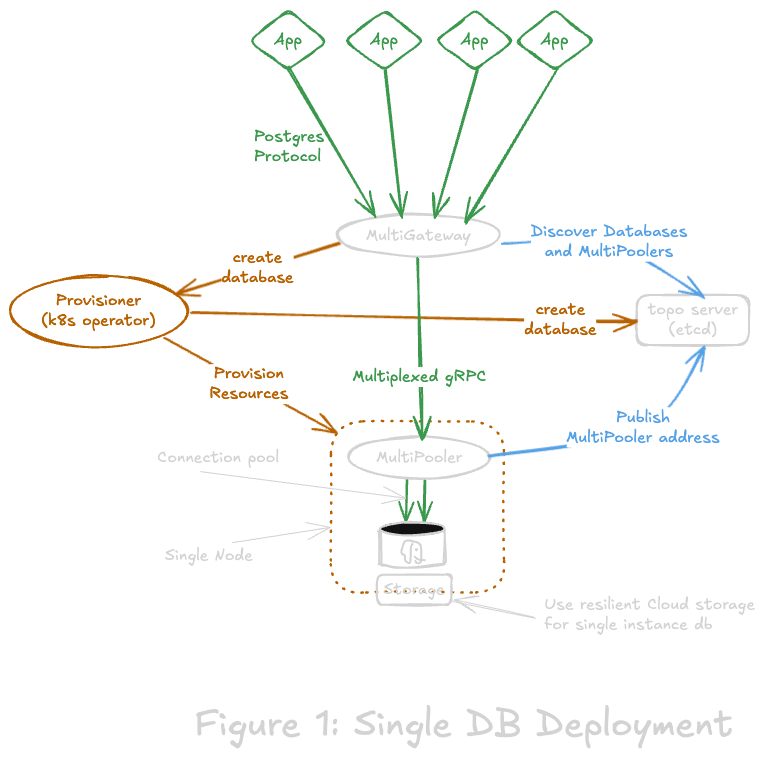 App
App
App
App
Postgres
Protocol
MultiGateway
Discover Databases
and MultiPoolers
create
database
Provisioner
(k8s operator)
create
database
topo server
(etcd)
Provision
Resources
Multiplexed gRPC
Publish
MultiPooler address
Connection pool
MultiPooler
Single Node
Storage
Use resilient Cloud storage
for single instance db
Figure 1: Single DB Deployment